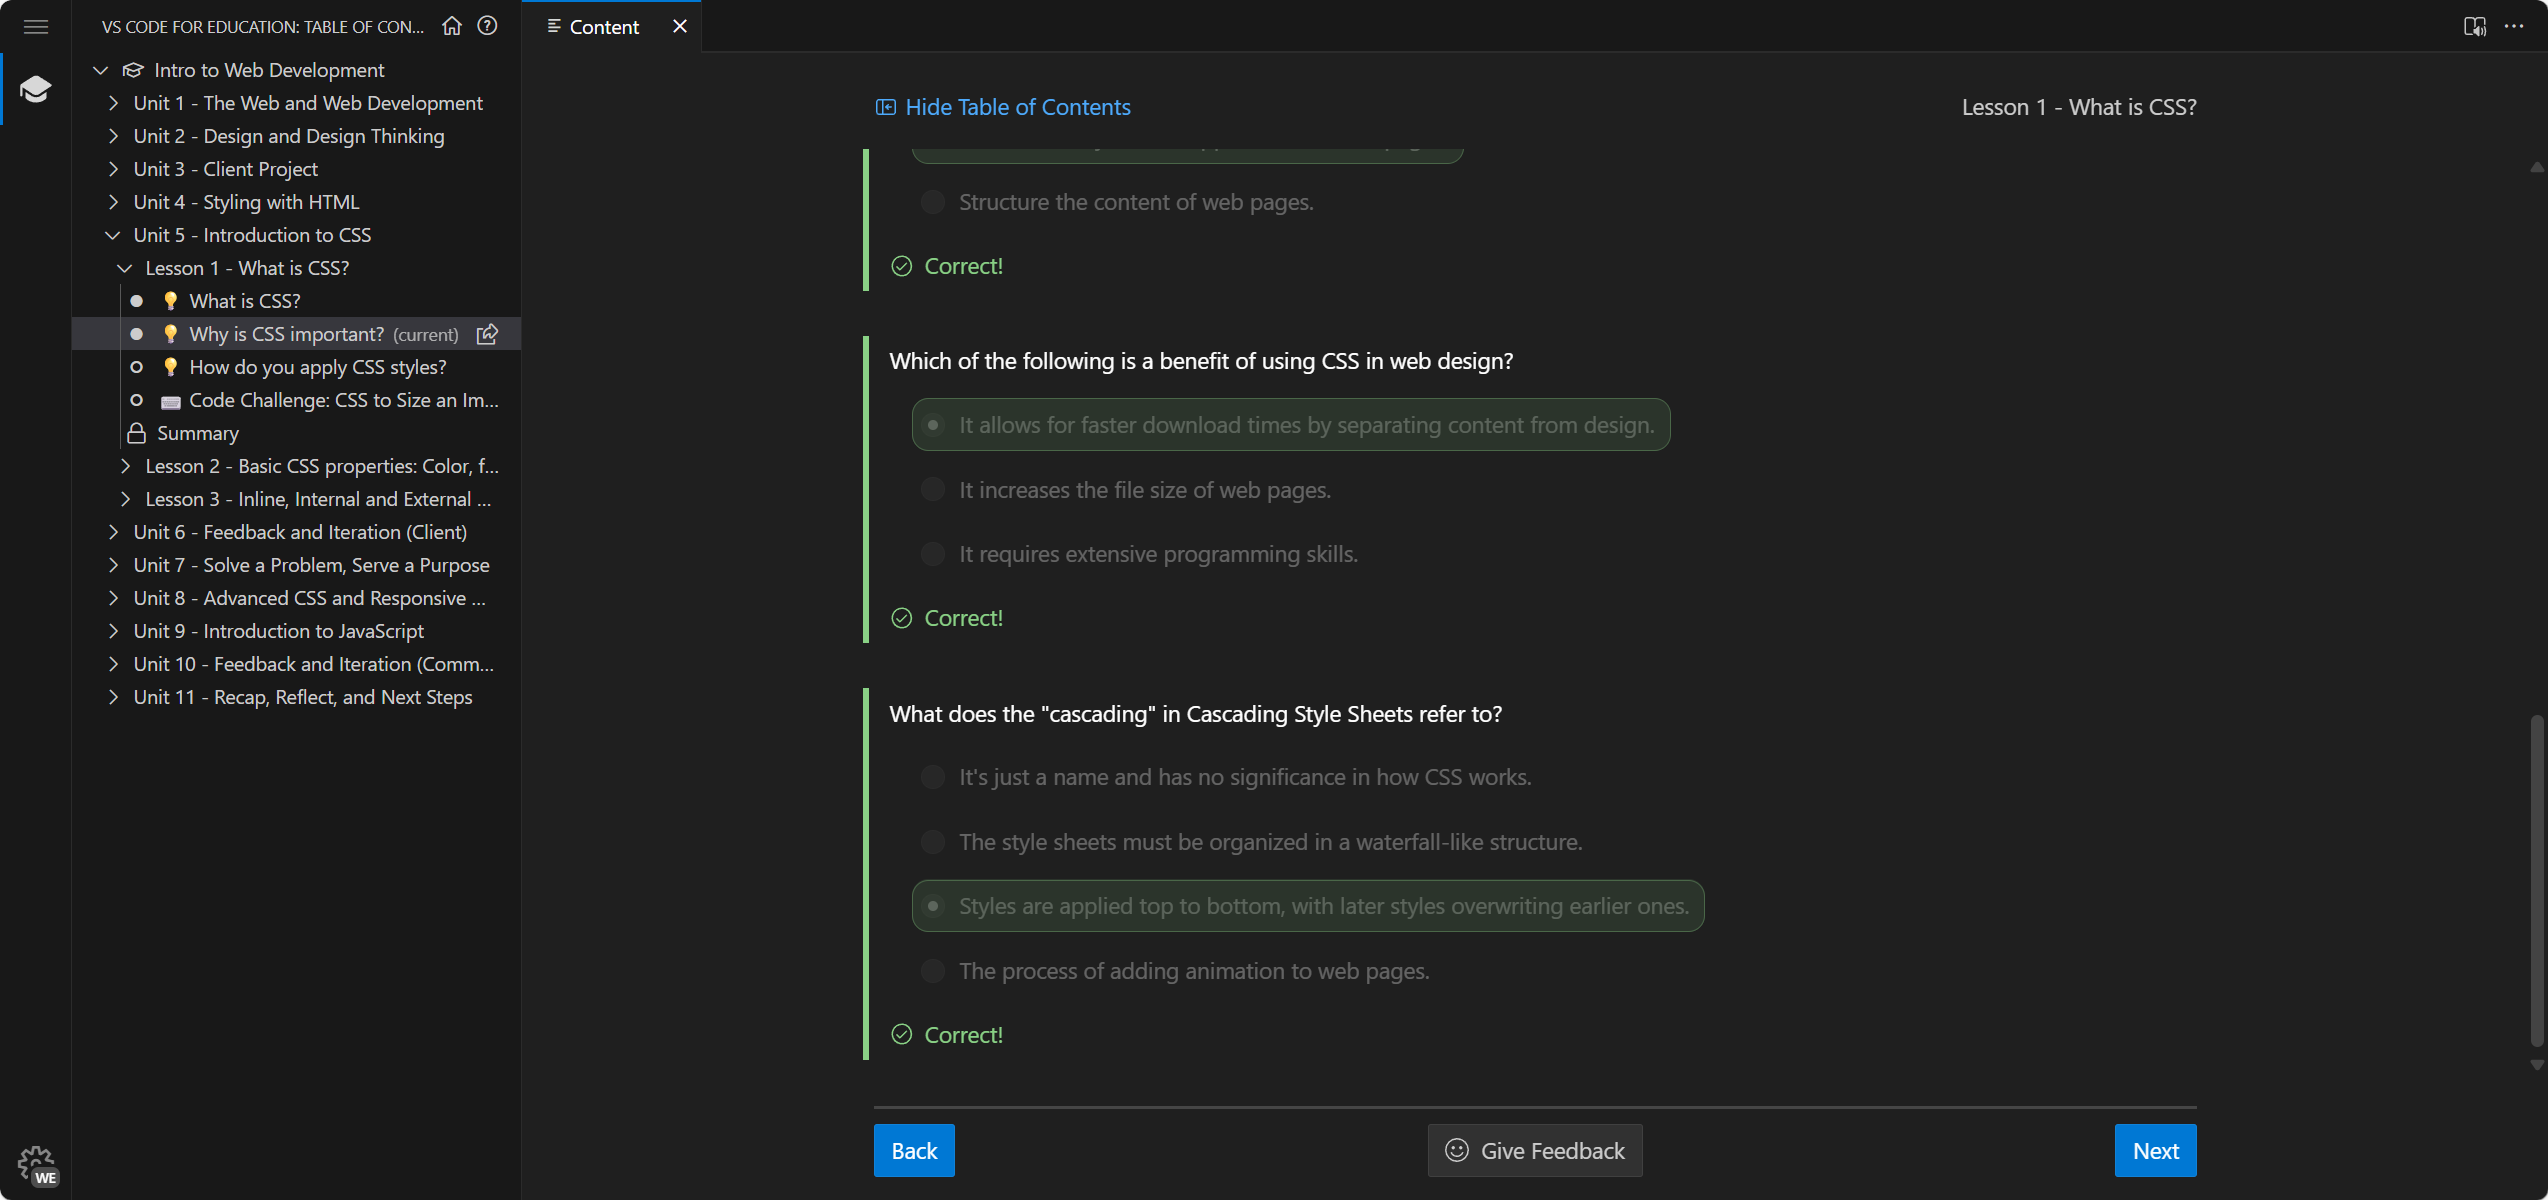 VS CODE FOR EDUCATION: TABLE OF CON...
Intro to Web Development
Unit 1 - The Web and Web Development
Unit 2 - Design and Design Thinking
Unit 3 - Client Project
Unit 4 - Styling with HTML
Unit 5 - Introduction to CSS
Lesson 1 - What is CSS?
What is CSS?
Why is CSS important? (current)
How do you apply CSS styles?
Code Challenge: CSS to Size an Im...
Summary
Lesson 2 - Basic CSS properties: Color, f...
Lesson 3 - Inline, Internal and External ...
Unit 6 - Feedback and Iteration (Client)
Unit 7 - Solve a Problem, Serve a Purpose
Unit 8 - Advanced CSS and Responsive ...
Unit 9 - Introduction to JavaScript
Unit 10 - Feedback and Iteration (Comm...
Unit 11 - Recap, Reflect, and Next Steps
WE
Content
Hide Table of Contents
Lesson 1 - What is CSS?
Structure the content of web pages.
Correct!
Which of the following is a benefit of using CSS in web design?
It allows for faster download times by separating content from design.
It increases the file size of web pages.
It requires extensive programming skills.
Correct!
What does the "cascading" in Cascading Style Sheets refer to?
It's just a name and has no significance in how CSS works.
The style sheets must be organized in a waterfall-like structure.
Styles are applied top to bottom, with later styles overwriting earlier ones.
The process of adding animation to web pages.
Correct!
Back
Give Feedback
Next